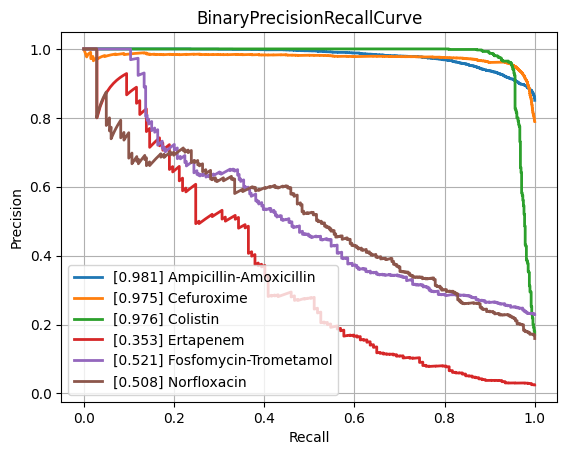 BinaryPrecisionRecallCurve
Precision
1.0
0.8
0.6
0.4
0.2
0.0
[0.981] Ampicillin-Amoxicillin
[0.975] Cefuroxime
[0.976] Colistin
[0.353] Ertapenem
[0.521] Fosfomycin-Trometamol
[0.508] Norfloxacin
0.0 0.2 0.4 0.6 0.8 1.0
Recall